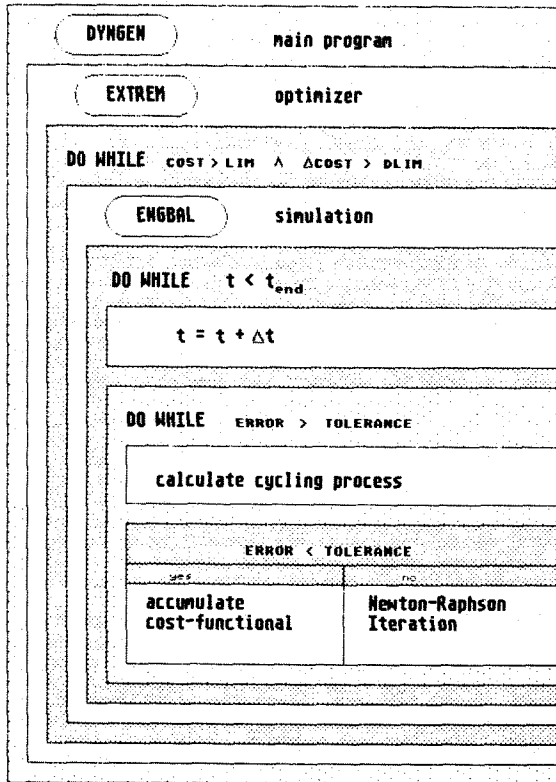 DYNGEN main program
EXTREM optimizer
DO WHILE COST > LIM ∧ ΔCOST > DLIM
ENGBAL simulation
DO WHILE t < t_end
t = t + Δt
DO WHILE ERROR > TOLERANCE
calculate cycling process
ERROR < TOLERANCE
yes no
accumulate Newton-Raphson
cost-functional Iteration